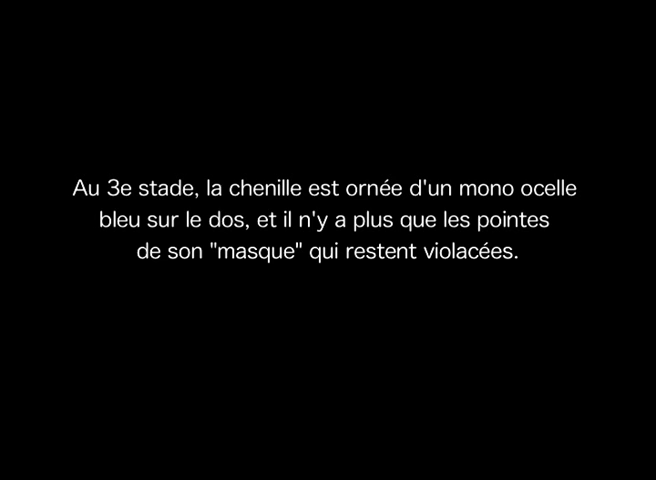 Au 3e stade, la chenille est ornée d'un mono ocelle
bleu sur le dos, et il n'y a plus que les pointes
de son "masque" qui restent violacées.